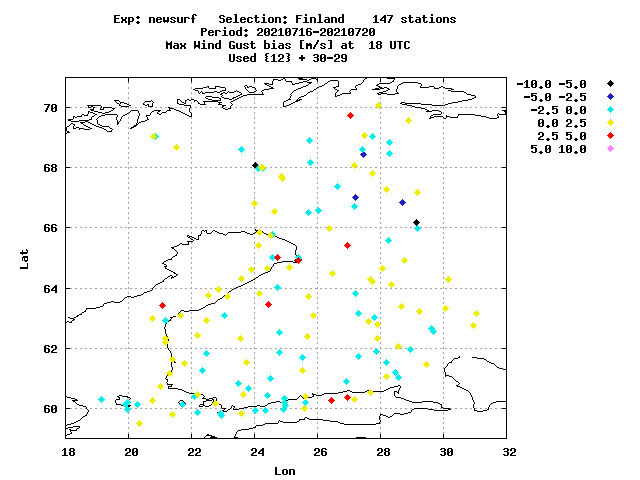 Exp: newsurf Selection: Finland 147 stations
Period: 20210716-20210720
Max Wind Gust bias [m/s] at 18 UTC
Used {12} + 30-29
-10.0 -5.0
-5.0 -2.5
-2.5 0.0
0.0 2.5
2.5 5.0
5.0 10.0
70
68
66
64
62
60
Lat
18 20 22 24 26 28 30 32
Lon